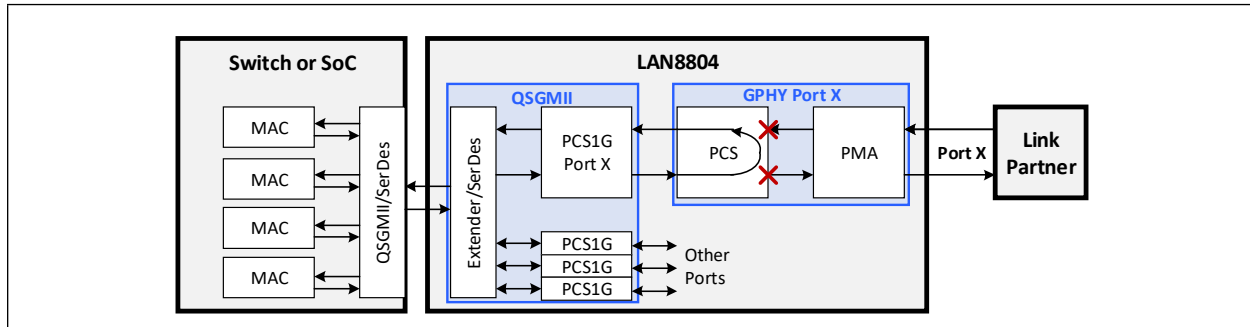 Switch or SoC
MAC
MAC
MAC
MAC
QSGMII/SerDes
LAN8804
QSGMII
Extender/SerDes
PCS1G
Port X
PCS1G
PCS1G
PCS1G
Other
Ports
GPHY Port X
PCS
PMA
Port X
Link
Partner